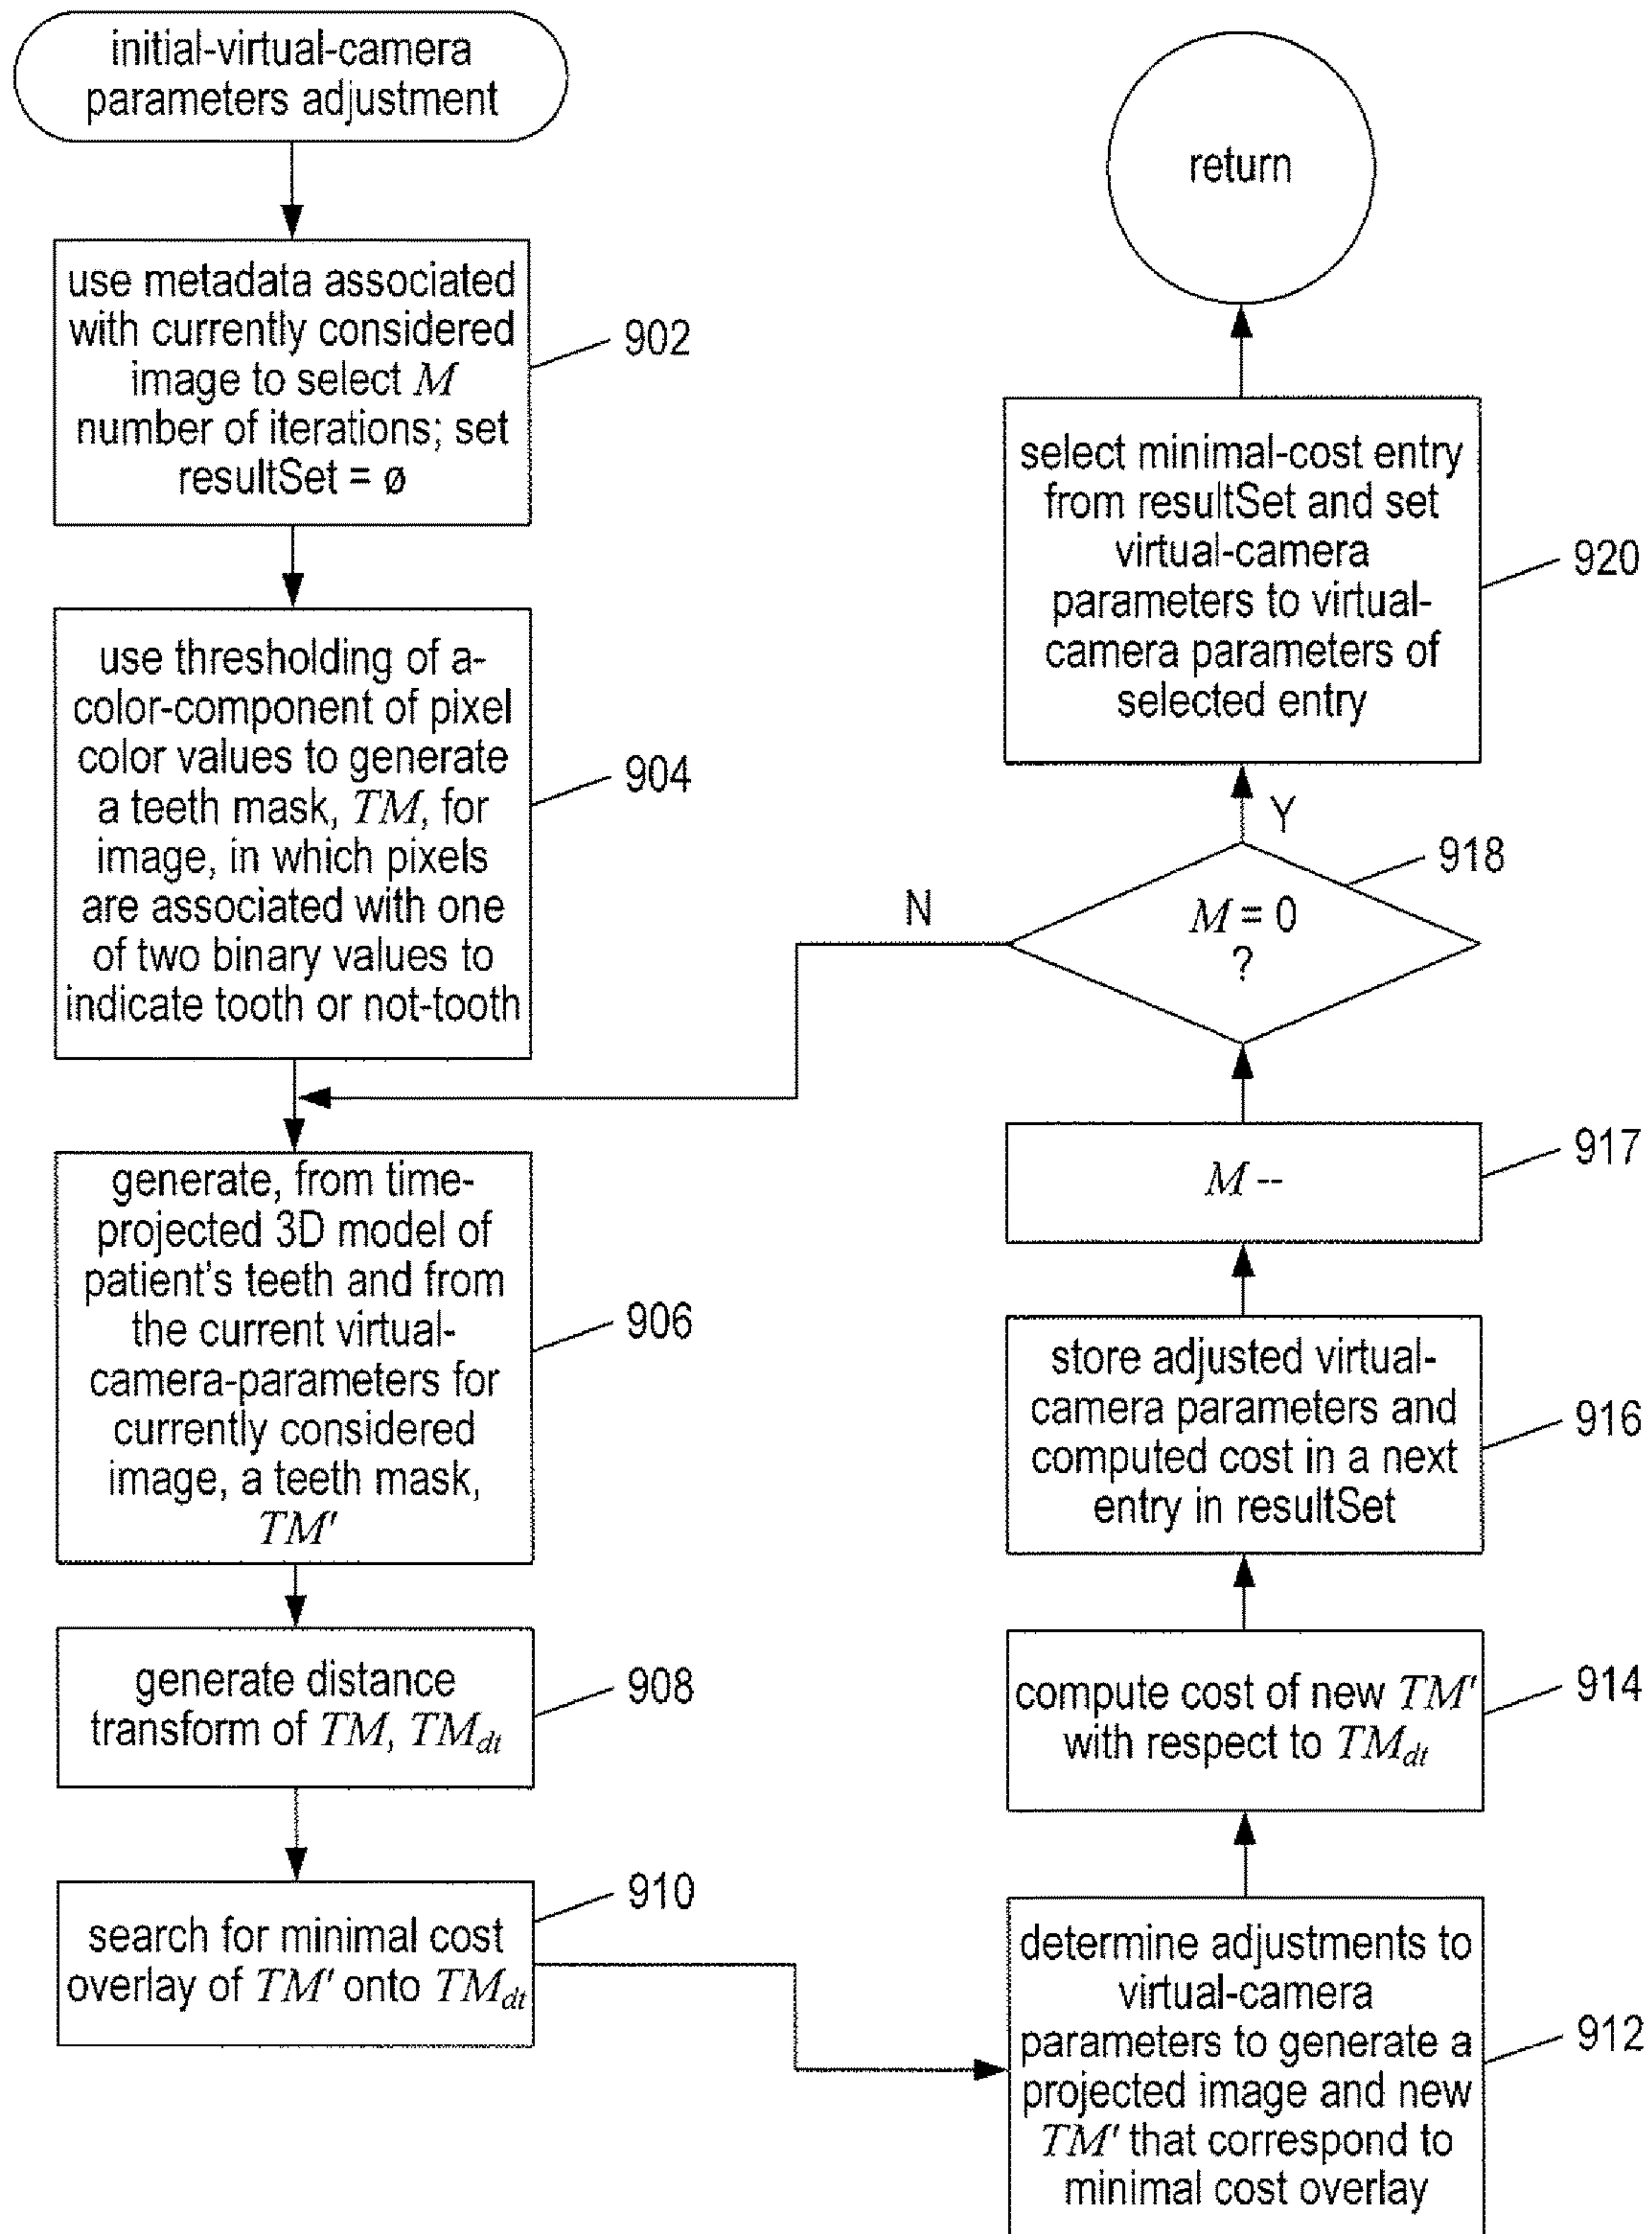 initial-virtual-camera
parameters adjustment
use metadata associated
with currently considered
image to select M
number of iterations; set
resultSet = ø
902
use thresholding of a-
color-component of pixel
color values to generate
a teeth mask, TM, for
image, in which pixels
are associated with one
of two binary values to
indicate tooth or not-tooth
904
generate, from time-
projected 3D model of
patient's teeth and from
the current virtual-
camera-parameters for
currently considered
image, a teeth mask,
TM'
906
generate distance
transform of TM, TMdt
908
search for minimal cost
overlay of TM' onto TMdt
910
determine adjustments to
virtual-camera
parameters to generate a
projected image and new
TM' that correspond to
minimal cost overlay
912
compute cost of new TM'
with respect to TMdt
914
store adjusted virtual-
camera parameters and
computed cost in a next
entry in resultSet
916
M --
917
M = 0
?
918
N
Y
select minimal-cost entry
from resultSet and set
virtual-camera
parameters to virtual-
camera parameters of
selected entry
920
return